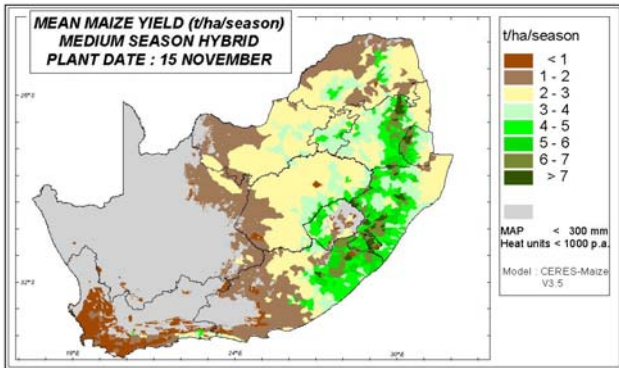 MEAN MAIZE YIELD (t/ha/season)
MEDIUM SEASON HYBRID
PLANT DATE : 15 NOVEMBER
t/ha/season
< 1
1 - 2
2 - 3
3 - 4
4 - 5
5 - 6
6 - 7
> 7
MAP < 300 mm
Heat units < 1000 p.a.
Model : CERES-Maize
V3.5
24°E
30°E